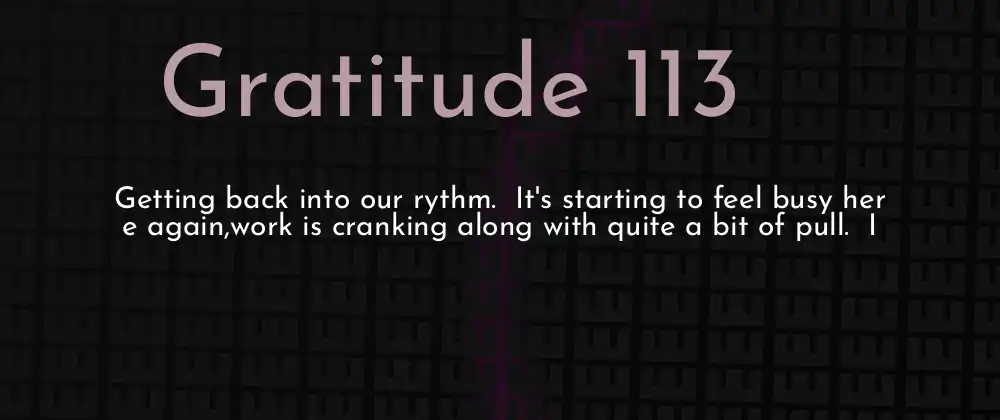 Gratitude 113
Getting back into our rythm.  It's starting to feel busy her
e again,work is cranking along with quite a bit of pull.  I